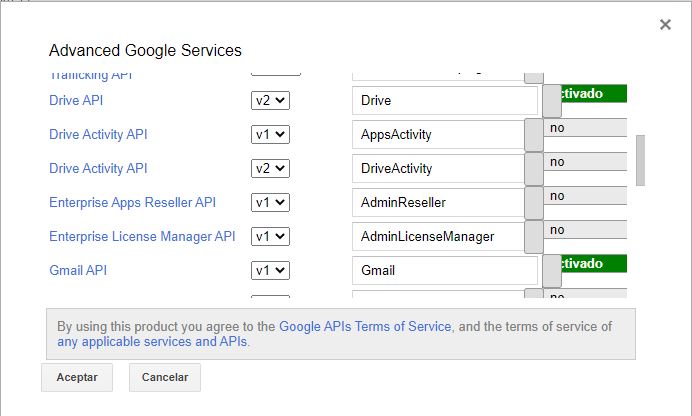 Advanced Google Services
Trafficking API
Drive API v2 Drive ctivado
Drive Activity API v1 AppsActivity no
Drive Activity API v2 DriveActivity no
Enterprise Apps Reseller API v1 AdminReseller no
Enterprise License Manager API v1 AdminLicenseManager no
Gmail API v1 Gmail ctivado
no
By using this product you agree to the Google APIs Terms of Service, and the terms of service of
any applicable services and APIs.
Aceptar Cancelar